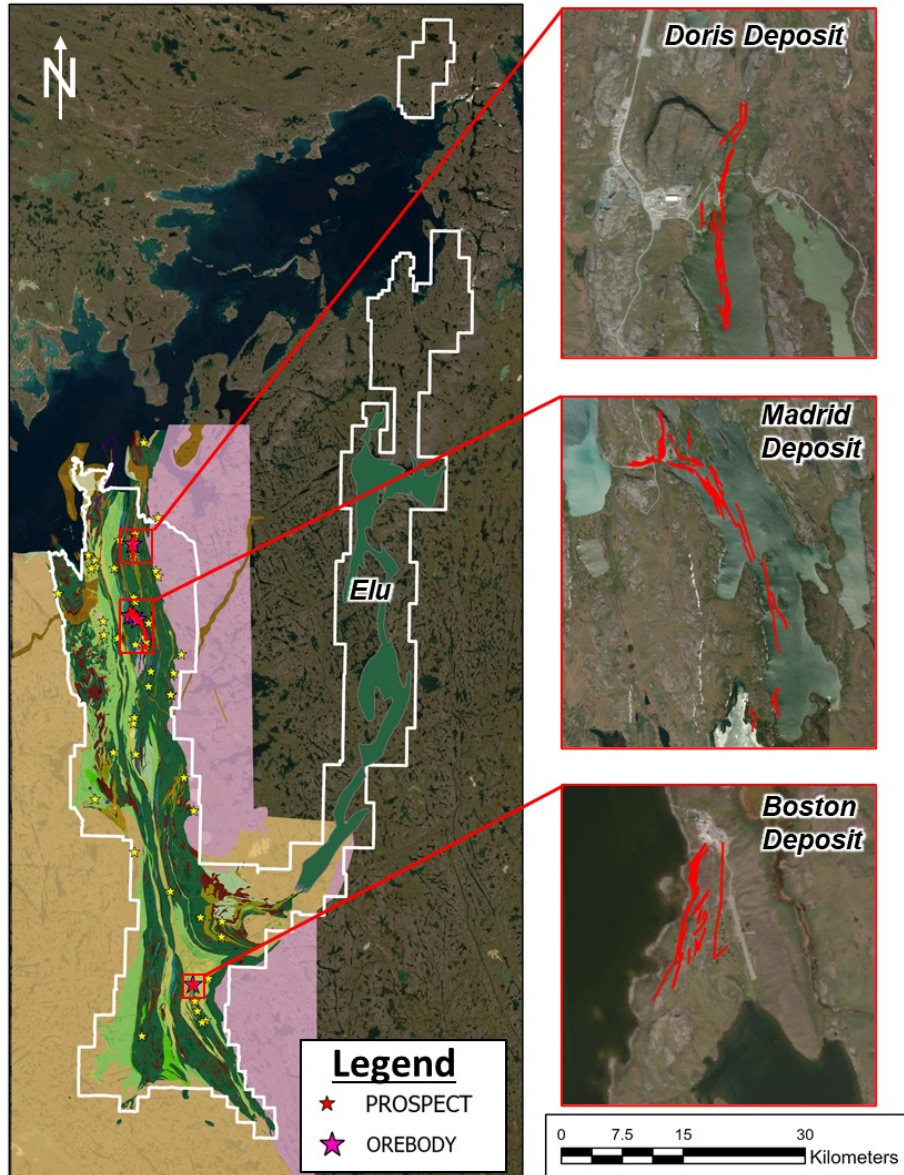 N
Doris Deposit
Madrid
Deposit
Elu
Boston
Deposit
Legend
PROSPECT
OREBODY
0 7.5 15 30
Kilometers